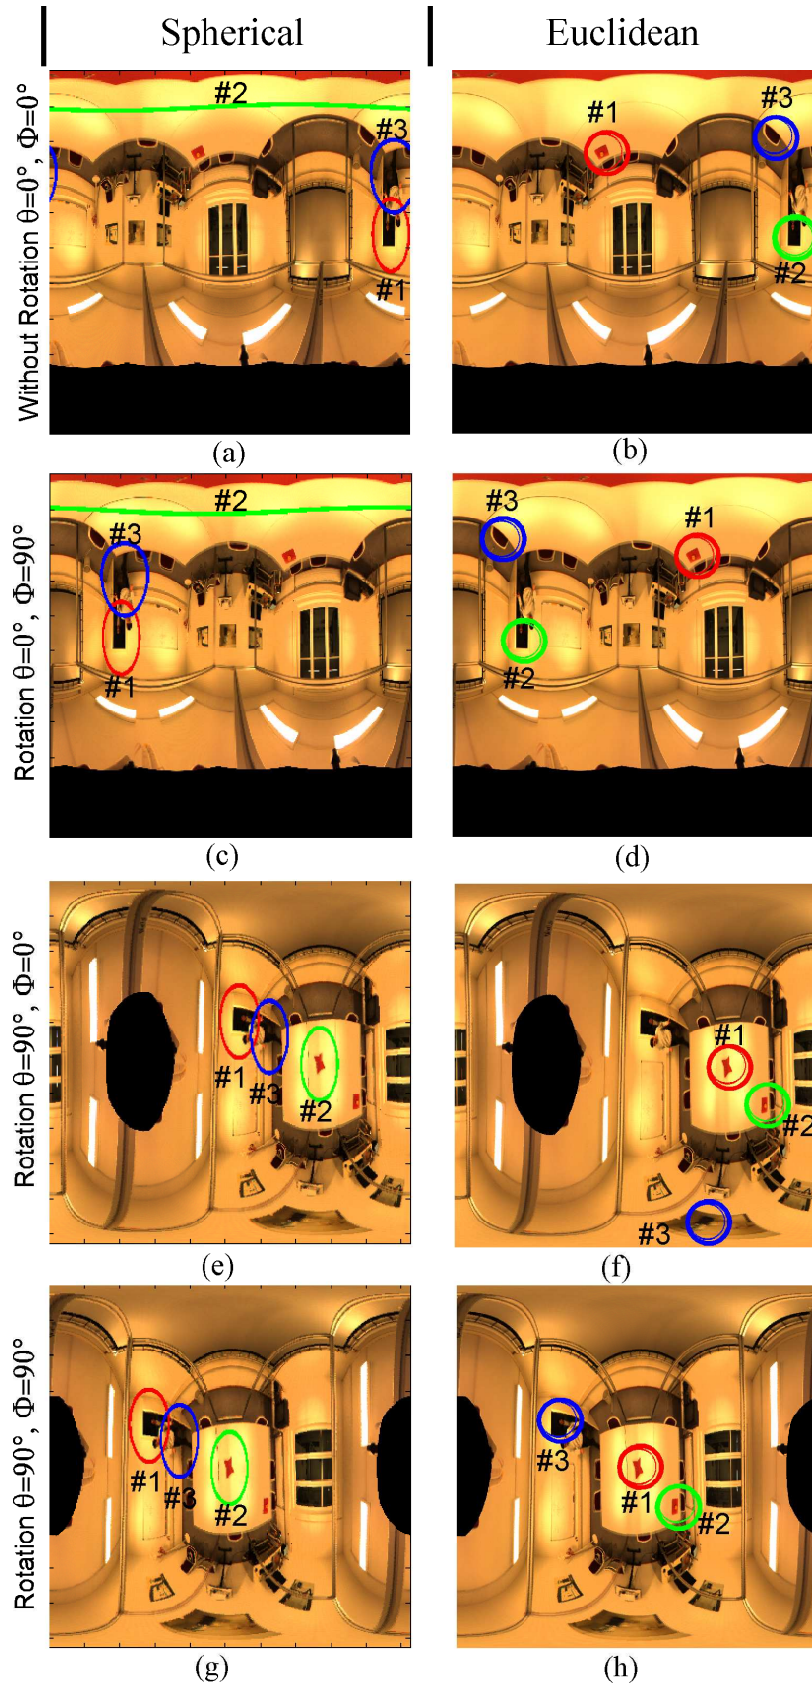 Spherical
Euclidean
Without Rotation θ=0°, Φ=0°
#2
#3
#1
(a)
#1
#3
#2
(b)
Rotation θ=0°, Φ=90°
#2
#3
#1
(c)
#3
#1
#2
(d)
Rotation θ=90°, Φ=0°
#1
#3
#2
(e)
#1
#2
#3
(f)
Rotation θ=90°, Φ=90°
#1
#3
#2
(g)
#3
#1
#2
(h)